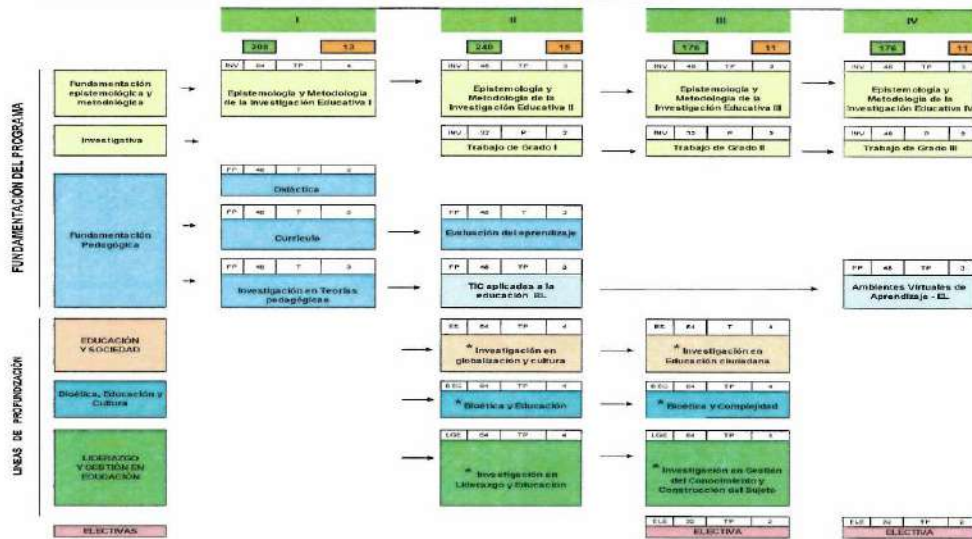 I
II
III
IV
208
13
240
15
176
11
176
11
FUNDAMENTACIÓN DEL PROGRAMA
Fundamentación
epistemológica y
metodológica
INV 64 TP 4
Epistemología y Metodología
de la Investigación Educativa I
INV 48 TP 3
Epistemología y
Metodología de la
Investigación Educativa II
INV 48 TP 3
Epistemología y
Metodología de la
Investigación Educativa III
INV 48 TP 3
Epistemología y
Metodología de la
Investigación Educativa IV
Investigativa
INV 32 P 2
Trabajo de Grado I
INV P
Trabajo de Grado II
INV 48 P 3
Trabajo de Grado III
Fundamentación
Pedagógica
FP 48 T 3
Didáctica
FP 48 T 3
Currículo
FP 48 T 3
Evaluación del aprendizaje
FP 48 T 3
Investigación en Teorías
pedagógicas
FP 48 TP 3
TIC aplicadas a la
educación
FP 48 TP 3
Ambientes Virtuales de
Aprendizaje - EL
LINEAS DE PROFUNDIZACIÓN
EDUCACIÓN
Y SOCIEDAD
ES 64 TP 4
* Investigación en
globalización y cultura
ES 64 T 4
* Investigación en
Educación ciudadana
Bioética, Educación y
Cultura
BEC 64 TP 4
* Bioética y Educación
BEC 64 TP 4
* Bioética y Complejidad
LIDERAZGO
Y GESTIÓN EN
EDUCACIÓN
LGE 64 TP 4
* Investigación en
Liderazgo y Educación
LGE 64 TP
* Investigación en Gestión
del Conocimiento y
Construcción del Sujeto
ELECTIVAS
ELE 32 TP 2
ELECTIVA
ELE TP 2
ELECTIVA